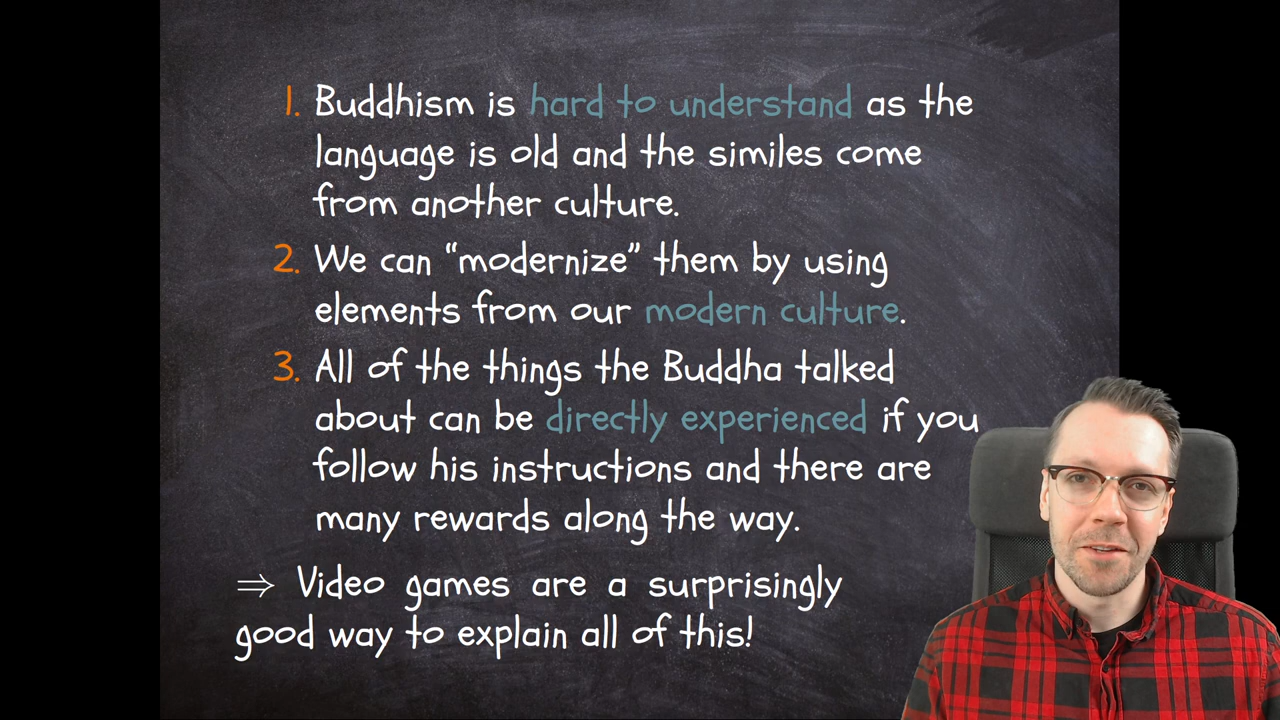 1. Buddhism is hard to understand as the
language is old and the similes come
from another culture.
2. We can “modernize” them by using
elements from our modern culture.
3. All of the things the Buddha talked
about can be directly experienced if you
follow his instructions and there are
many rewards along the way.
⇒ Video games are a surprisingly
good way to explain all of this!